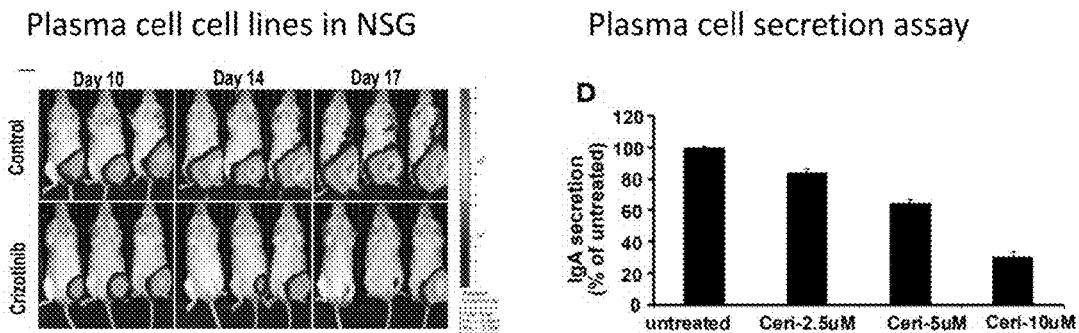 Plasma cell cell lines in NSG
Plasma cell secretion assay
Day 10
Day 14
Day 17
Control
Crizotinib
D
IgA secretion
(% of untreated)
120
100
80
60
40
20
0
untreated
Ceri-2.5uM
Ceri-5uM
Ceri-10uM